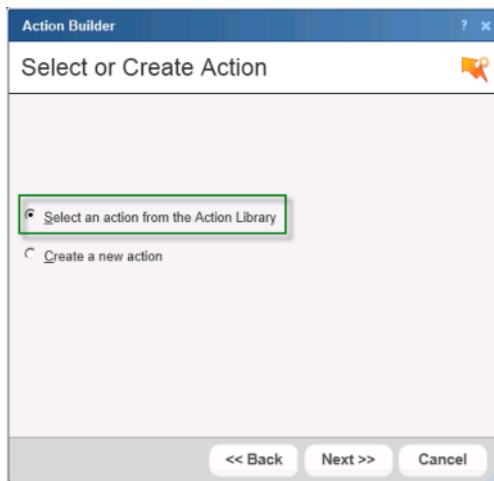 Action Builder ? ×
Select or Create Action
Select an action from the Action Library
Create a new action
<< Back Next >> Cancel